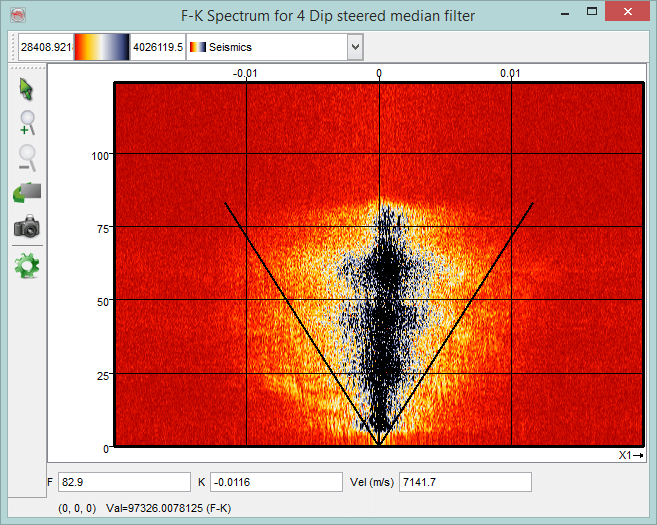 F-K Spectrum for 4 Dip steered median filter
28408.921 4026119.5 Seismics
-0.01 0 0.01
100
75
50
25
0
X1→
F 82.9 K -0.0116 Vel (m/s) 7141.7
(0, 0, 0) Val=97326.0078125 (F-K)